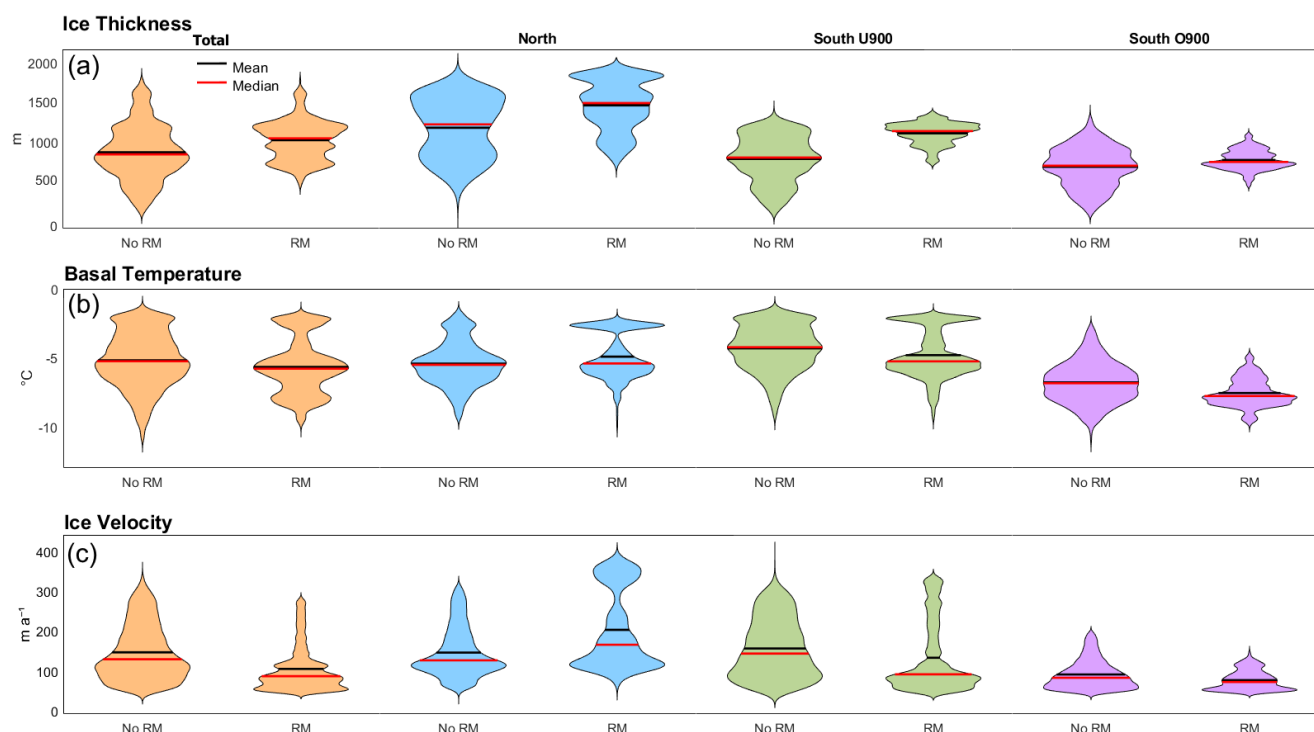 Ice Thickness
Total North South U900 South O900
(a)
Mean
Median
2000
1500
1000
500
0
m
No RM RM No RM RM No RM RM No RM RM
Basal Temperature
(b)
0
-5
-10
°C
No RM RM No RM RM No RM RM No RM RM
Ice Velocity
(c)
400
300
200
100
0
m a⁻¹
No RM RM No RM RM No RM RM No RM RM